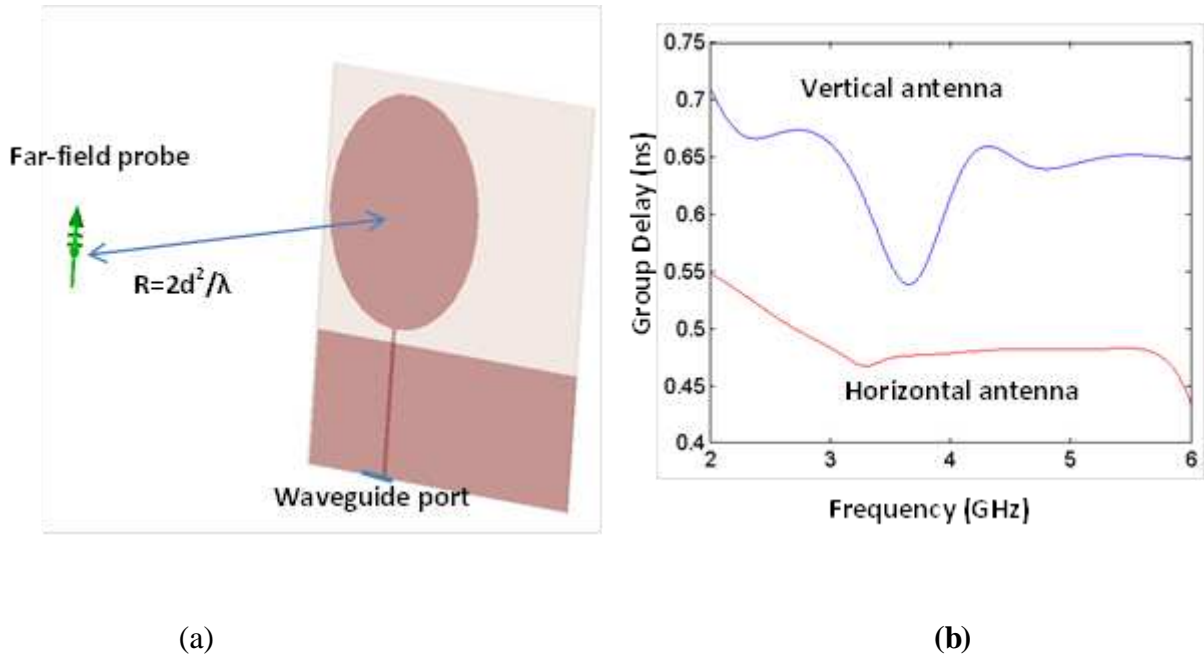 Far-field probe
R=2d²/λ
Waveguide port
0.75
0.7
0.65
0.6
0.55
0.5
0.45
0.4
Group Delay (ns)
Vertical antenna
Horizontal antenna
2 3 4 5 6
Frequency (GHz)
(a) (b)